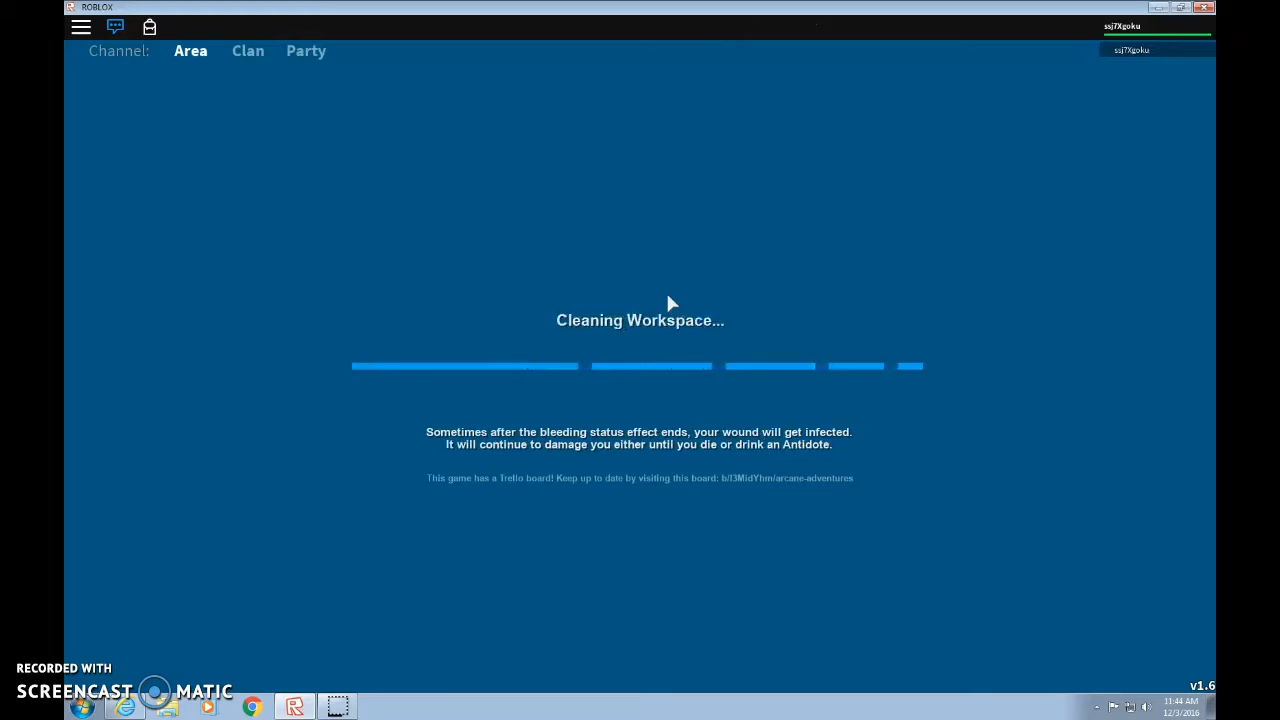 ROBLOX
ssj7Xgoku
Channel: Area Clan Party
ssj7Xgoku
Cleaning Workspace...
Sometimes after the bleeding status effect ends, your wound will get infected.
It will continue to damage you either until you die or drink an Antidote.
This game has a Trello board! Keep up to date by visiting this board: b/I3MidYhm/arcane-adventures
v1.6
RECORDED WITH
SCREENCAST MATIC
11:44 AM
12/3/2016